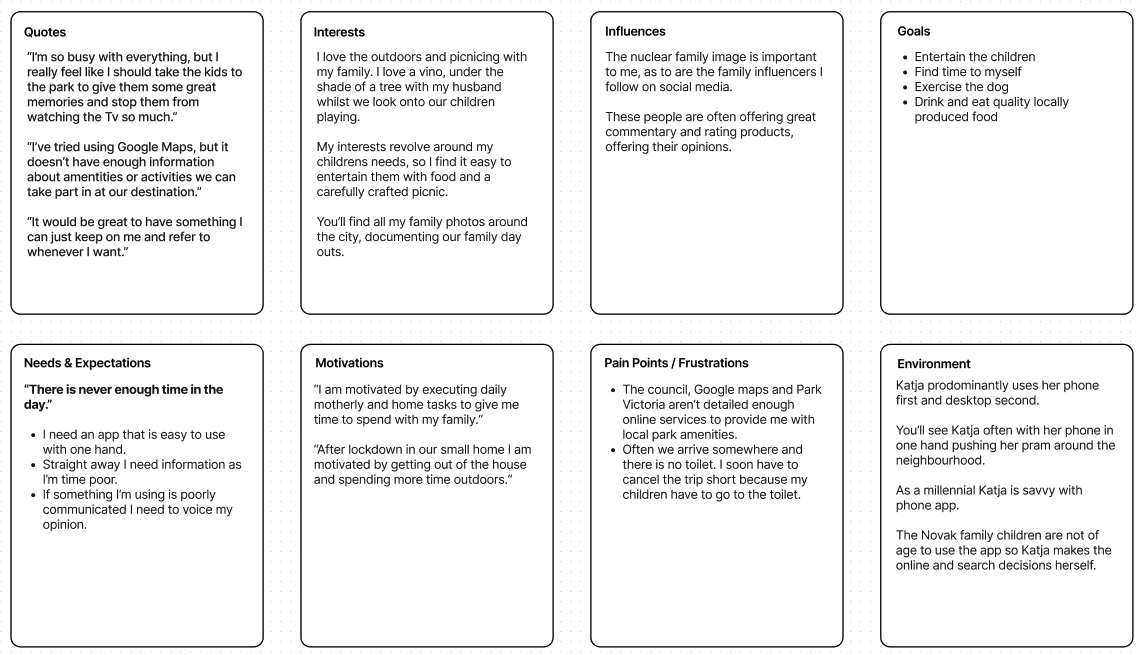 Quotes
“I’m so busy with everything, but I
really feel like I should take the kids to
the park to give them some great
memories and stop them from
watching the Tv so much.”
“I’ve tried using Google Maps, but it
doesn’t have enough information
about amentities or activities we can
take part in at our destination.”
“It would be great to have something I
can just keep on me and refer to
whenever I want.”
Interests
I love the outdoors and picnicing with
my family. I love a vino, under the
shade of a tree with my husband
whilst we look onto our children
playing.
My interests revolve around my
childrens needs, so I find it easy to
entertain them with food and a
carefully crafted picnic.
You’ll find all my family photos around
the city, documenting our family day
outs.
Influences
The nuclear family image is important
to me, as to are the family influencers I
follow on social media.
These people are often offering great
commentary and rating products,
offering their opinions.
Goals
• Entertain the children
• Find time to myself
• Exercise the dog
• Drink and eat quality locally
produced food
Needs & Expectations
“There is never enough time in the
day.”
• I need an app that is easy to use
with one hand.
• Straight away I need information as
I’m time poor.
• If something I’m using is poorly
communicated I need to voice my
opinion.
Motivations
“I am motivated by executing daily
motherly and home tasks to give me
time to spend with my family.”
“After lockdown in our small home I am
motivated by getting out of the house
and spending more time outdoors.”
Pain Points / Frustrations
• The council, Google maps and Park
Victoria aren’t detailed enough
online services to provide me with
local park amenities.
• Often we arrive somewhere and
there is no toilet. I soon have to
cancel the trip short because my
children have to go to the toilet.
Environment
Katja prodominantly uses her phone
first and desktop second.
You’ll see Katja often with her phone in
one hand pushing her pram around the
neighbourhood.
As a millennial Katja is savvy with
phone app.
The Novak family children are not of
age to use the app so Katja makes the
online and search decisions herself.